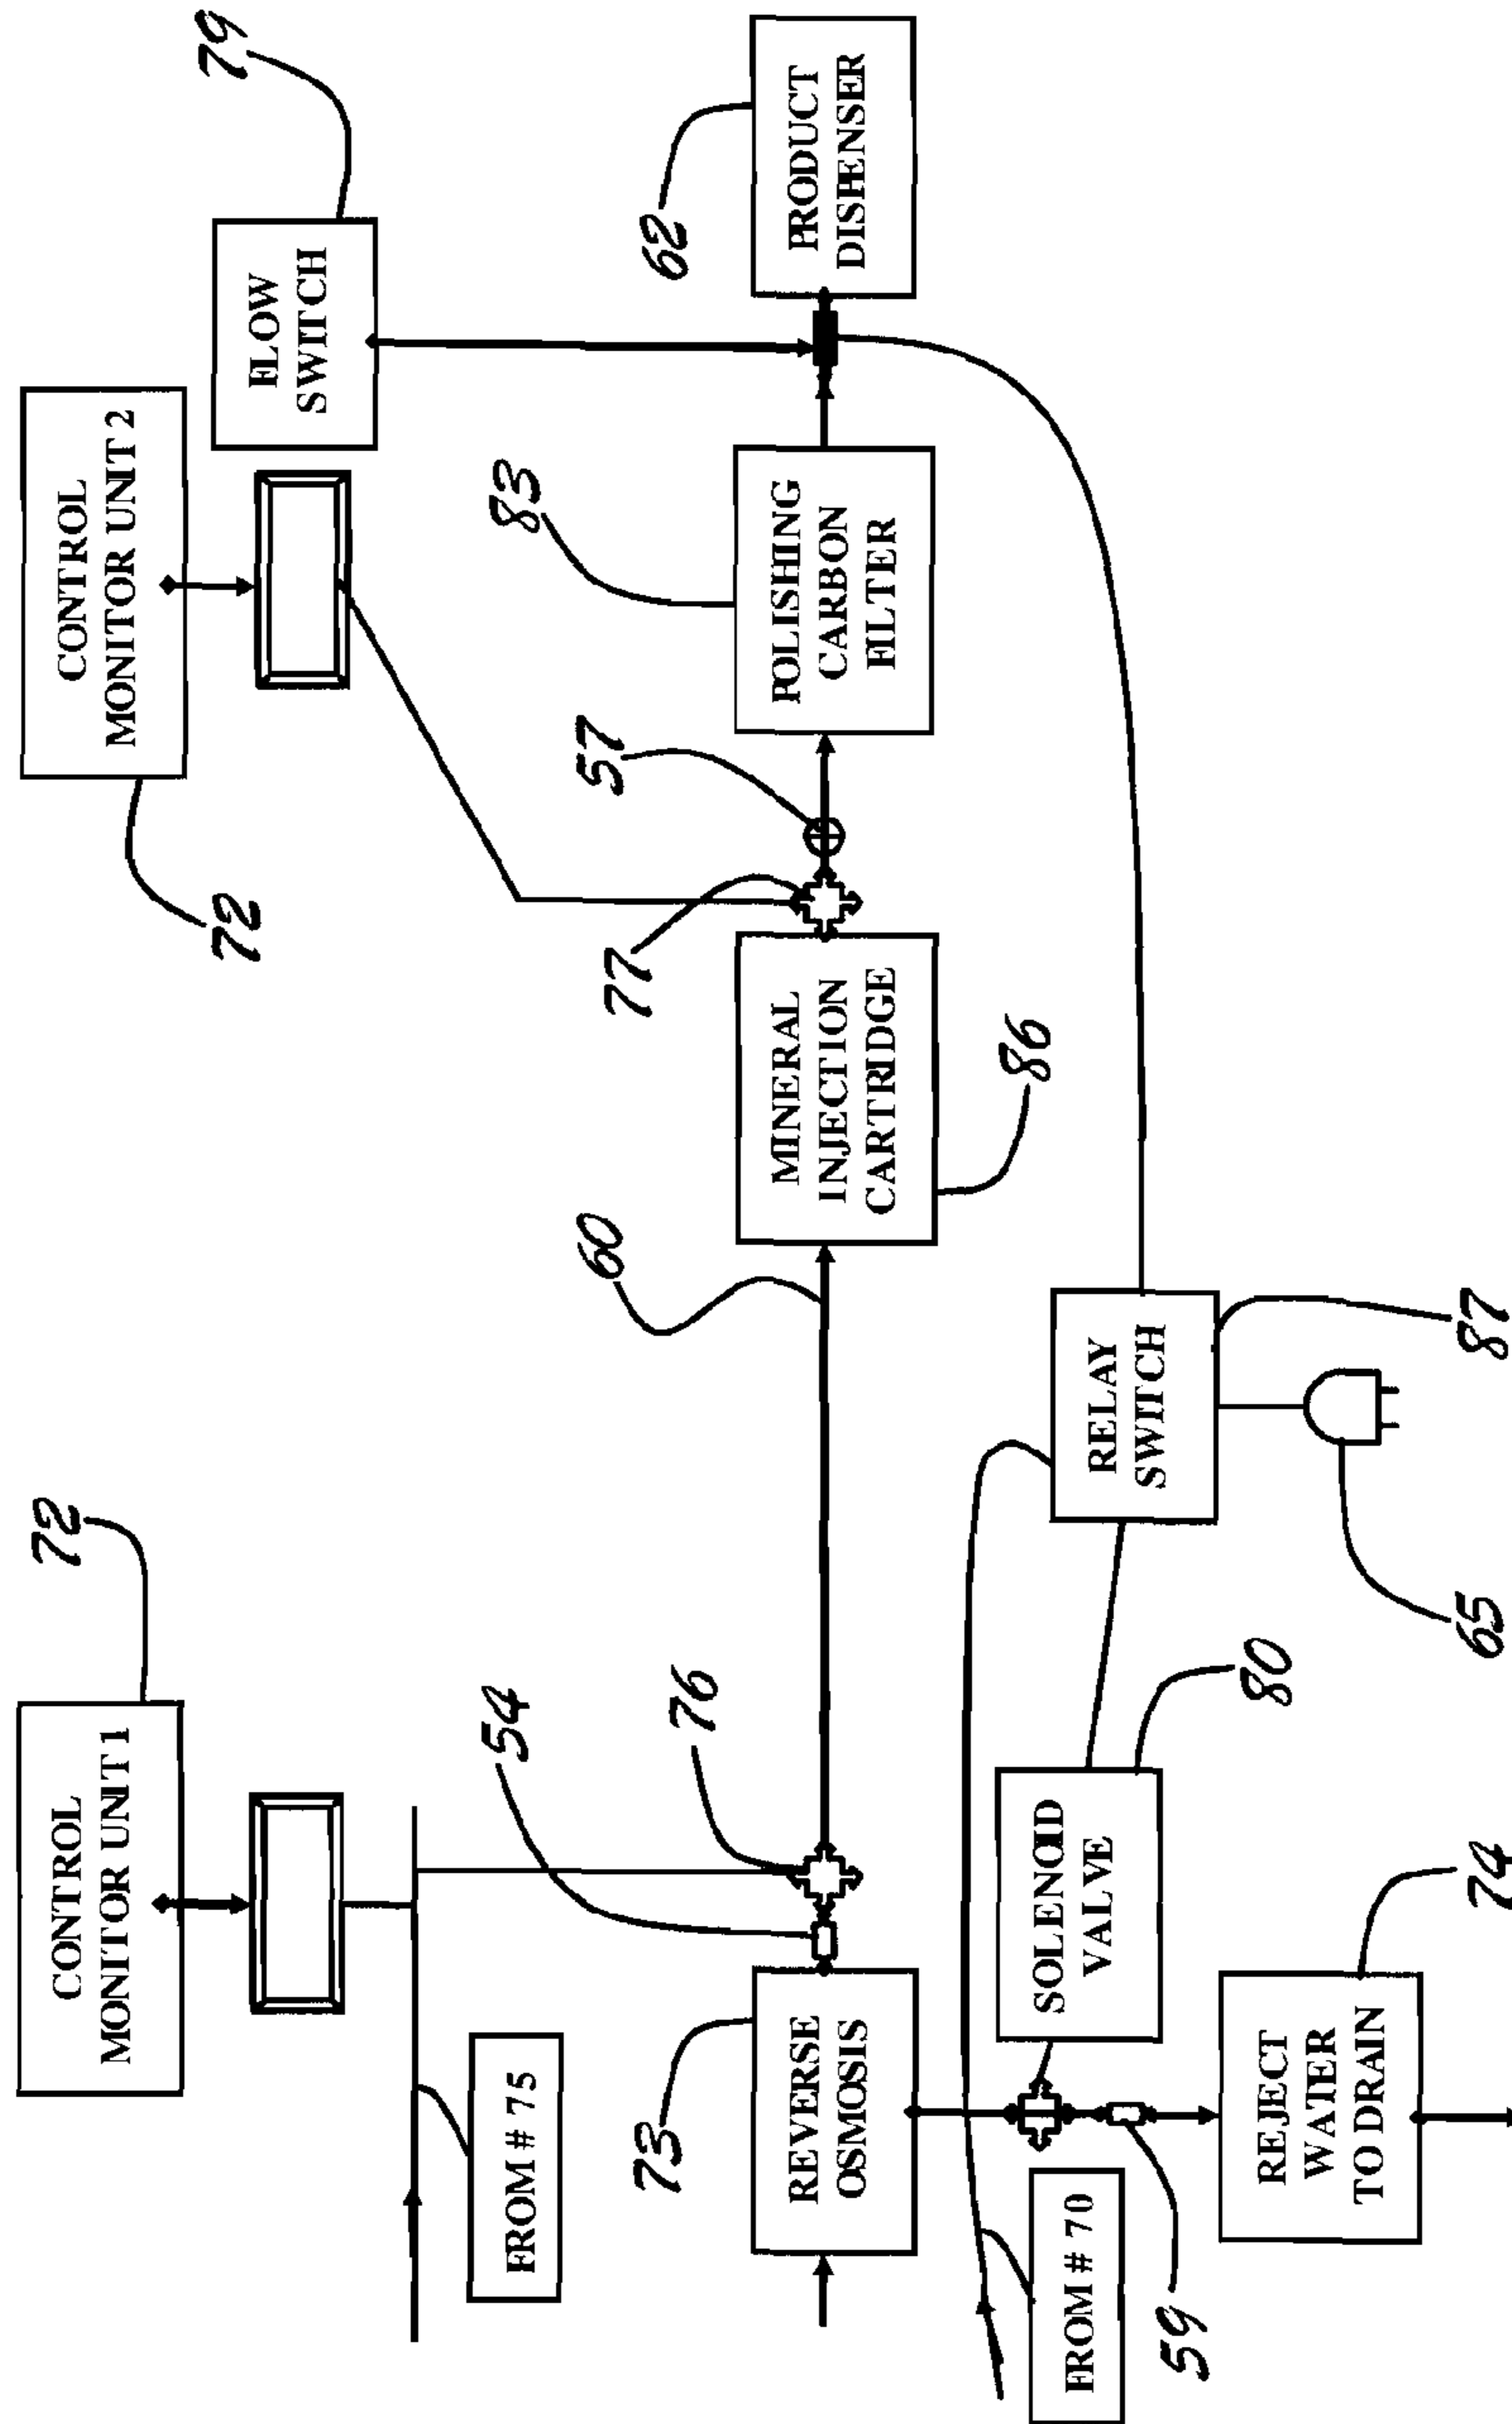 CONTROL
MONITOR UNIT 1
72
CONTROL
MONITOR UNIT 2
72
FLOW
SWITCH
79
FROM # 75
54
76
60
77
57
83
62
73
REVERSE
OSMOSIS
MINERAL
INJECTION
CARTRIDGE
86
POLISHING
CARBON
FILTER
PRODUCT
DISPENSER
FROM # 70
59
SOLENOID
VALVE
80
RELAY
SWITCH
87
65
REJECT
WATER
TO DRAIN
74